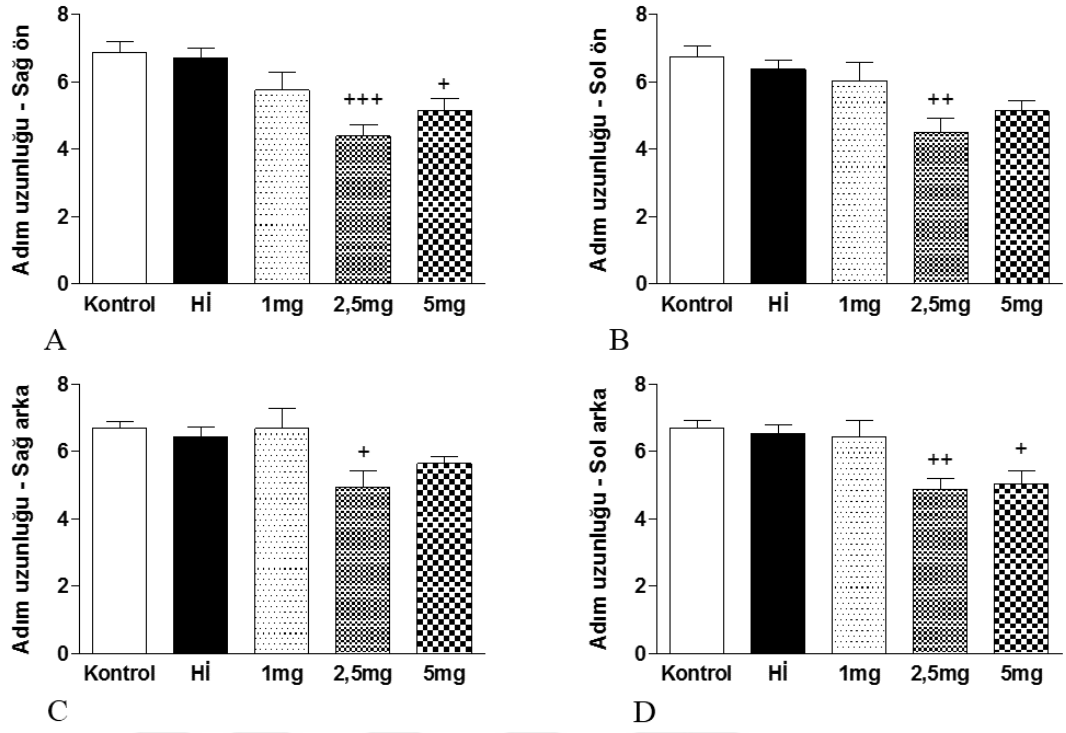 Adım uzunluğu - Sağ ön
8
6
4
2
0
+++
+
Kontrol Hİ 1mg 2,5mg 5mg
A
Adım uzunluğu - Sol ön
8
6
4
2
0
++
Kontrol Hİ 1mg 2,5mg 5mg
B
Adım uzunluğu - Sağ arka
8
6
4
2
0
+
Kontrol Hİ 1mg 2,5mg 5mg
C
Adım uzunluğu - Sol arka
8
6
4
2
0
++
+
Kontrol Hİ 1mg 2,5mg 5mg
D